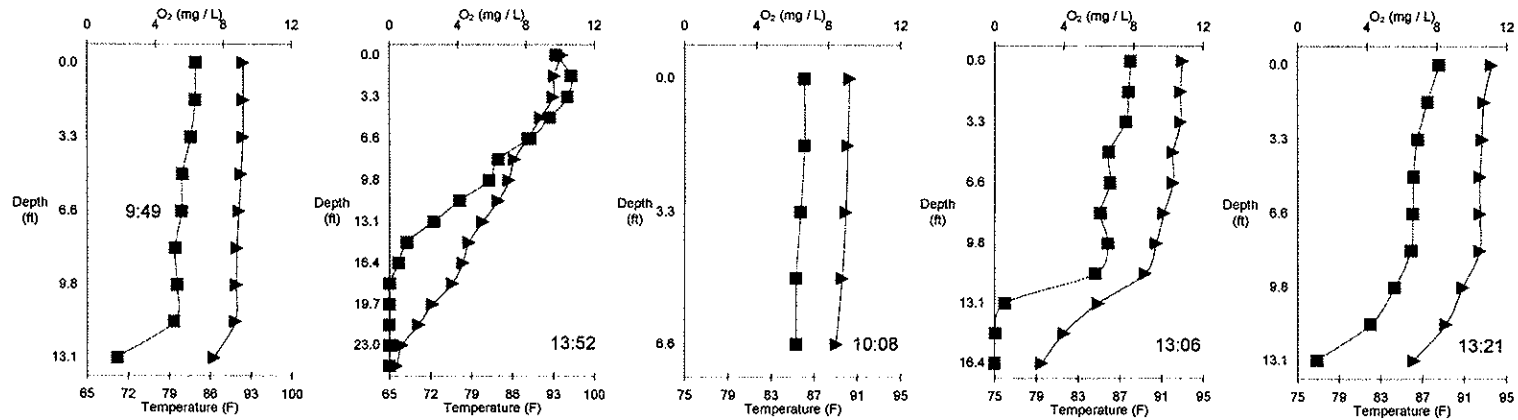 O₂ (mg / L)
0 4 8 12
0.0
3.3
Depth
(ft)
6.6
9.8
13.1
9:49
65 72 79 86 93 100
Temperature (F)
O₂ (mg / L)
0 4 8 12
0.0
3.3
6.6
9.8
Depth
(ft)
13.1
16.4
19.7
23.0
13:52
65 72 79 86 93 100
Temperature (F)
O₂ (mg / L)
0 4 8 12
0.0
Depth
(ft)
3.3
6.6
10:08
75 79 83 87 91 95
Temperature (F)
O₂ (mg / L)
0 4 8 12
0.0
3.3
6.6
Depth
(ft)
9.8
13.1
16.4
13:06
75 79 83 87 91 95
Temperature (F)
O₂ (mg / L)
0 4 8 12
0.0
3.3
Depth
(ft)
6.6
9.8
13.1
13:21
75 79 83 87 91 95
Temperature (F)